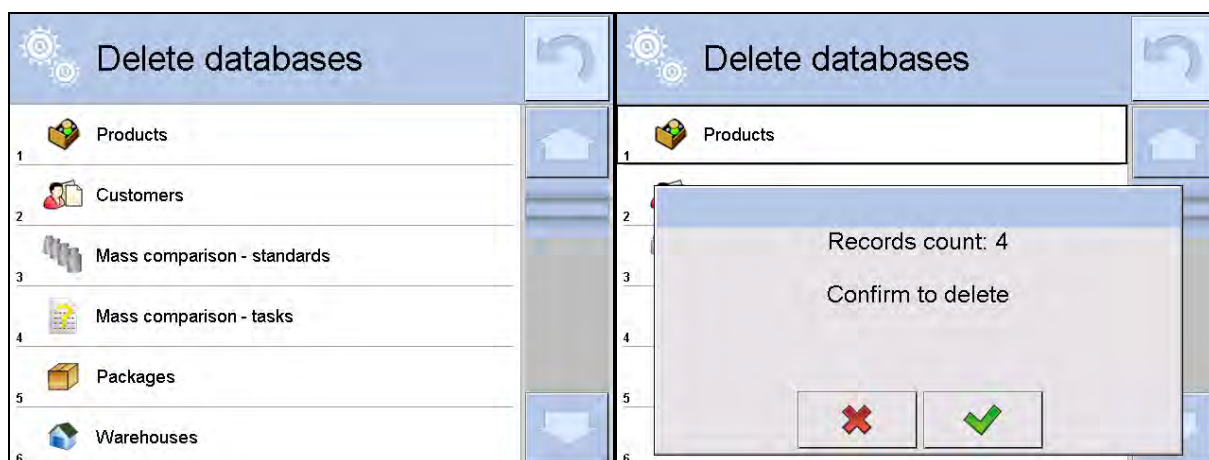 Delete databases
Products
1
Customers
2
Mass comparison - standards
3
Mass comparison - tasks
4
Packages
5
Warehouses
6
Delete databases
Products
1
2
3
4
5
6
Records count: 4
Confirm to delete